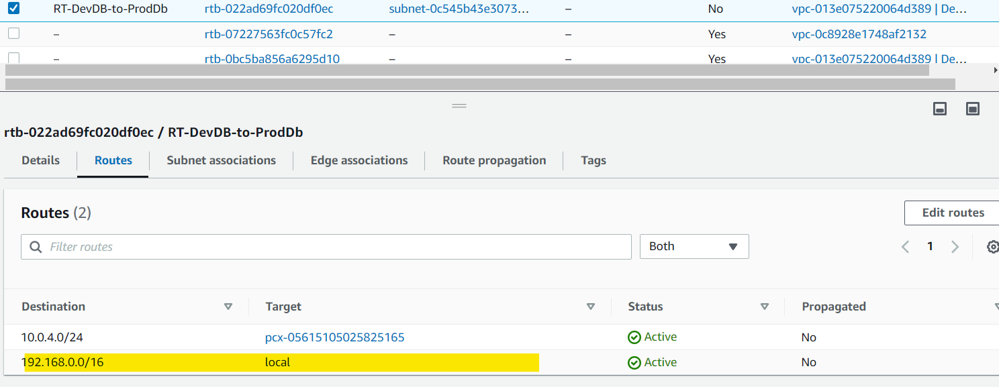 RT-DevDB-to-ProdDb rtb-022ad69fc020df0ec subnet-0c545b43e3073... – No vpc-013e075220064d389 | De...
– rtb-07227563fc0c57fc2 – – Yes vpc-0c8928e1748af2132
– rtb-0bc5ba856a6295d10 – – Yes vpc-013e075220064d389 | De...
rtb-022ad69fc020df0ec / RT-DevDB-to-ProdDb
Details Routes Subnet associations Edge associations Route propagation Tags
Routes (2) Edit routes
Filter routes Both 1
Destination Target Status Propagated
10.0.4.0/24 pcx-05615105025825165 Active No
192.168.0.0/16 local Active No